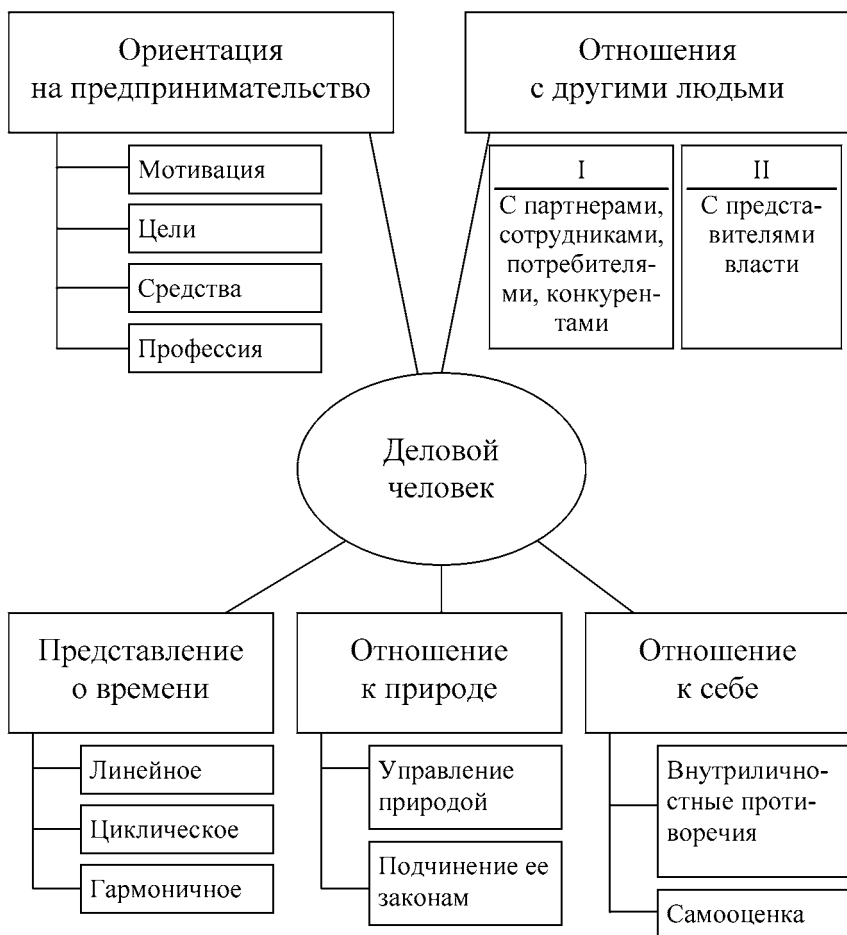 Ориентация
на предпринимательство
Мотивация
Цели
Средства
Профессия
Отношения
с другими людьми
I
С партнерами,
сотрудниками,
потребителя-
ми, конкурен-
тами
II
С предста-
вителями
власти
Деловой
человек
Представление
о времени
Линейное
Циклическое
Гармоничное
Отношение
к природе
Управление
природой
Подчинение ее
законам
Отношение
к себе
Внутрилично-
стные проти-
воречия
Самооценка